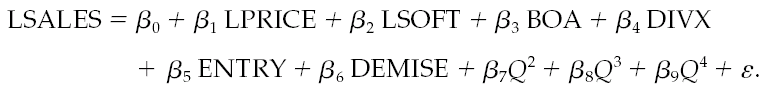 LSALES = β₀ + β₁ LPRICE + β₂ LSOFT + β₃ BOA + β₄ DIVX
+ β₅ ENTRY + β₆ DEMISE + β₇Q² + β₈Q³ + β₉Q⁴ + ε.